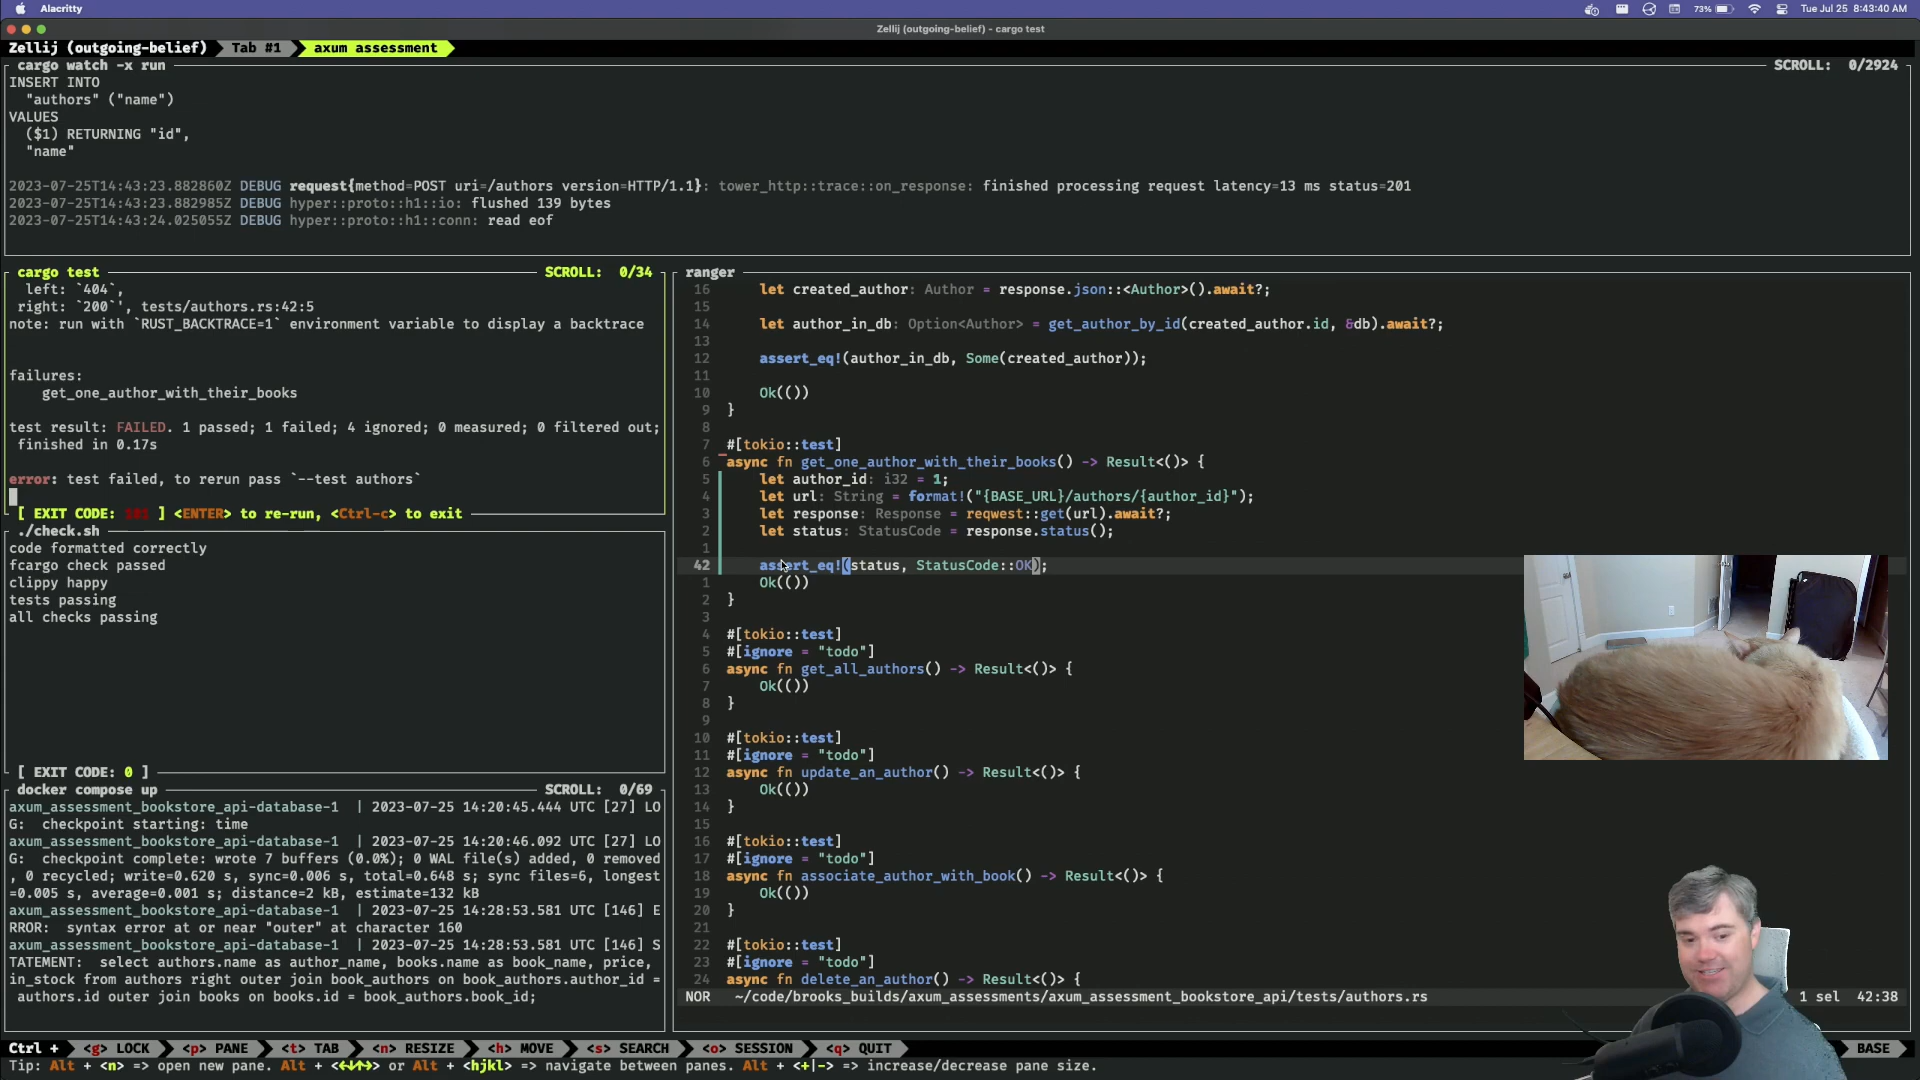 Alacritty
73%
Tue Jul 25 8:43:40 AM
Zellij (outgoing-belief) - cargo test
Zellij (outgoing-belief) Tab #1 axum assessment
cargo watch -x run SCROLL: 0/2924
INSERT INTO
"authors" ("name")
VALUES
($1) RETURNING "id",
"name"
2023-07-25T14:43:23.882860Z DEBUG request{method=POST uri=/authors version=HTTP/1.1}: tower_http::trace::on_response: finished processing request latency=13 ms status=201
2023-07-25T14:43:23.882985Z DEBUG hyper::proto::h1::io: flushed 139 bytes
2023-07-25T14:43:24.025055Z DEBUG hyper::proto::h1::conn: read eof
cargo test SCROLL: 0/34
left: `404`,
right: `200`', tests/authors.rs:42:5
note: run with `RUST_BACKTRACE=1` environment variable to display a backtrace
failures:
get_one_author_with_their_books
test result: FAILED. 1 passed; 1 failed; 4 ignored; 0 measured; 0 filtered out;
finished in 0.17s
error: test failed, to rerun pass `--test authors`
[ EXIT CODE: 101 ] <ENTER> to re-run, <Ctrl-c> to exit
./check.sh
code formatted correctly
fcargo check passed
clippy happy
tests passing
all checks passing
[ EXIT CODE: 0 ]
docker compose up SCROLL: 0/69
axum_assessment_bookstore_api-database-1 | 2023-07-25 14:20:45.444 UTC [27] LO
G: checkpoint starting: time
axum_assessment_bookstore_api-database-1 | 2023-07-25 14:20:46.092 UTC [27] LO
G: checkpoint complete: wrote 7 buffers (0.0%); 0 WAL file(s) added, 0 removed
, 0 recycled; write=0.620 s, sync=0.006 s, total=0.648 s; sync files=6, longest
=0.005 s, average=0.001 s; distance=2 kB, estimate=132 kB
axum_assessment_bookstore_api-database-1 | 2023-07-25 14:28:53.581 UTC [146] E
RROR: syntax error at or near "outer" at character 160
axum_assessment_bookstore_api-database-1 | 2023-07-25 14:28:53.581 UTC [146] S
TATEMENT: select authors.name as author_name, books.name as book_name, price,
in_stock from authors right outer join book_authors on book_authors.author_id =
authors.id outer join books on books.id = book_authors.book_id;
ranger
16 let created_author: Author = response.json::<Author>().await?;
15
14 let author_in_db: Option<Author> = get_author_by_id(created_author.id, &db).await?;
13
12 assert_eq!(author_in_db, Some(created_author));
11
10 Ok(())
9 }
8
7 #[tokio::test]
6 async fn get_one_author_with_their_books() -> Result<()> {
5 let author_id: i32 = 1;
4 let url: String = format!("{BASE_URL}/authors/{author_id}");
3 let response: Response = reqwest::get(url).await?;
2 let status: StatusCode = response.status();
1
42 assert_eq!(status, StatusCode::OK);
1 Ok(())
2 }
3
4 #[tokio::test]
5 #[ignore = "todo"]
6 async fn get_all_authors() -> Result<()> {
7 Ok(())
8 }
9
10 #[tokio::test]
11 #[ignore = "todo"]
12 async fn update_an_author() -> Result<()> {
13 Ok(())
14 }
15
16 #[tokio::test]
17 #[ignore = "todo"]
18 async fn associate_author_with_book() -> Result<()> {
19 Ok(())
20 }
21
22 #[tokio::test]
23 #[ignore = "todo"]
24 async fn delete_an_author() -> Result<()> {
NOR ~/code/brooks_builds/axum_assessments/axum_assessment_bookstore_api/tests/authors.rs 1 sel 42:38
Ctrl + <g> LOCK <p> PANE <t> TAB <n> RESIZE <h> MOVE <s> SEARCH <o> SESSION <q> QUIT BASE
Tip: Alt + <n> => open new pane. Alt + <←↓↑→> or Alt + <hjkl> => navigate between panes. Alt + <+|-> => increase/decrease pane size.